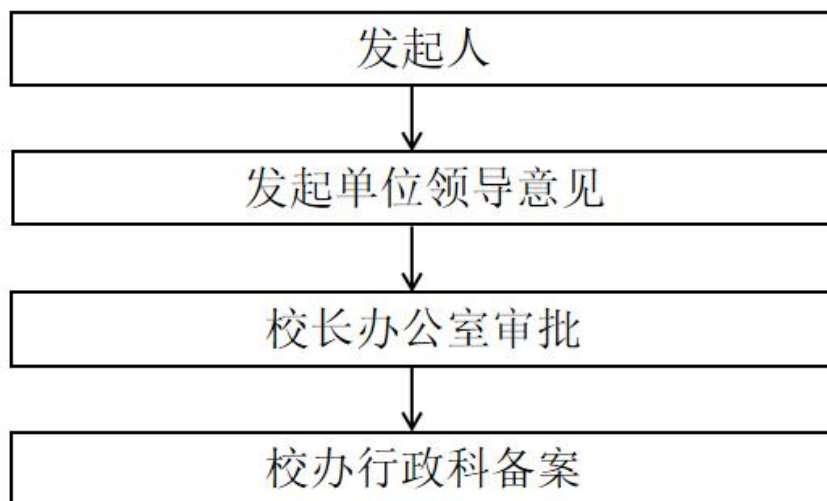 发起人
发起单位领导意见
校长办公室审批
校办行政科备案